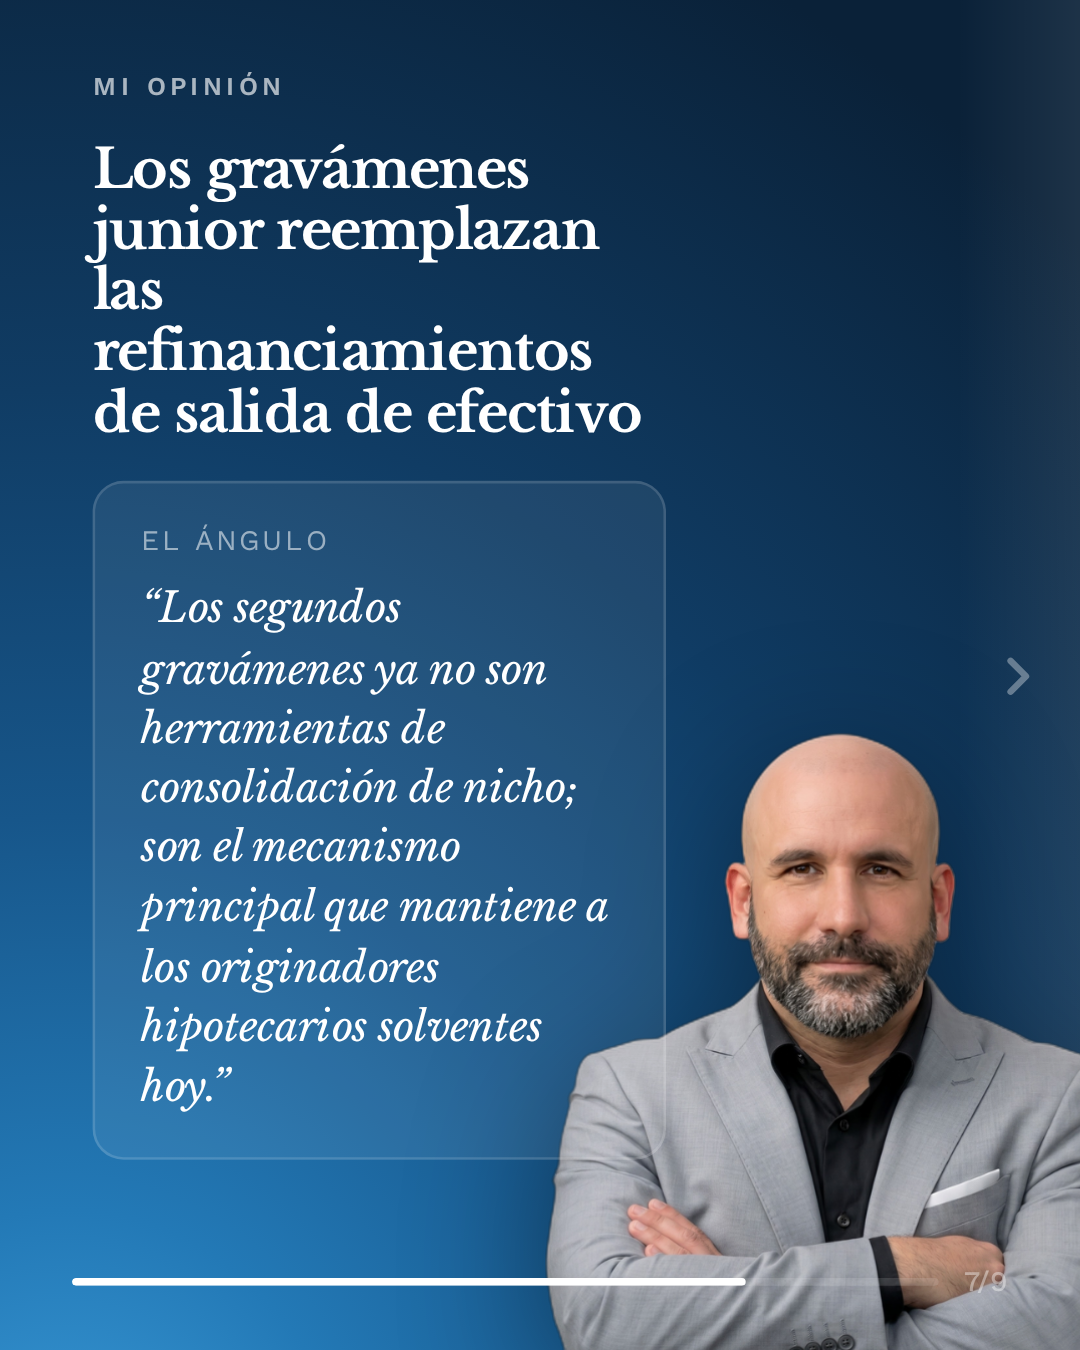 MI OPINIÓN
Los gravámenes
junior reemplazan
las
refinanciamientos
de salida de efectivo
EL ÁNGULO
“Los segundos
gravámenes ya no son
herramientas de
consolidación de nicho;
son el mecanismo
principal que mantiene a
los originadores
hipotecarios solventes
hoy.”
7/9